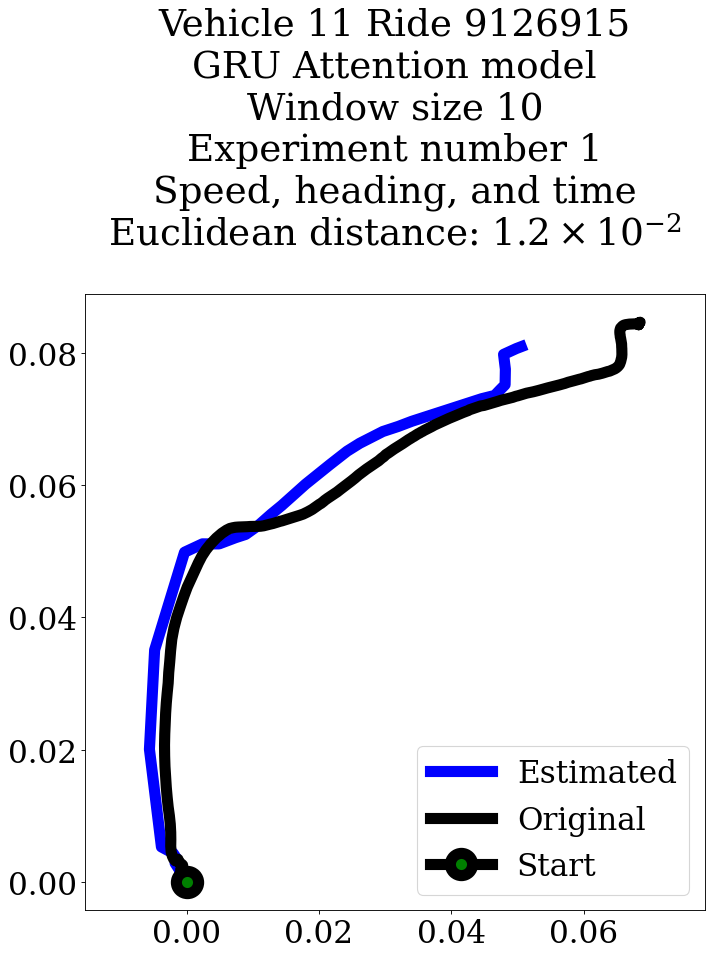 Vehicle 11 Ride 9126915
GRU Attention model
Window size 10
Experiment number 1
Speed, heading, and time
Euclidean distance: 1.2 × 10⁻²
0.08
0.06
0.04
0.02
0.00
Estimated
Original
Start
0.00 0.02 0.04 0.06